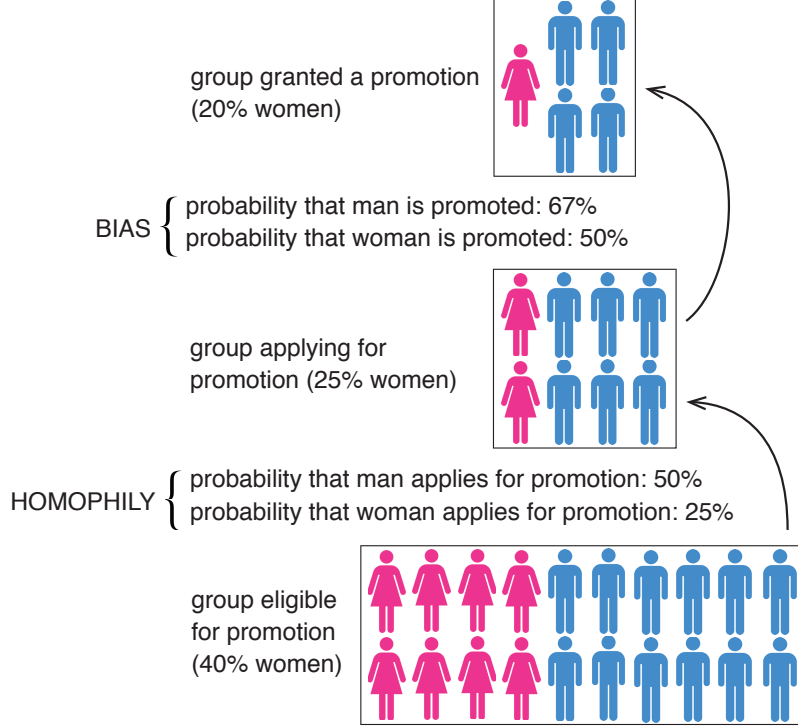 group granted a promotion
(20% women)
BIAS
probability that man is promoted: 67%
probability that woman is promoted: 50%
group applying for
promotion (25% women)
HOMOPHILY
probability that man applies for promotion: 50%
probability that woman applies for promotion: 25%
group eligible
for promotion
(40% women)